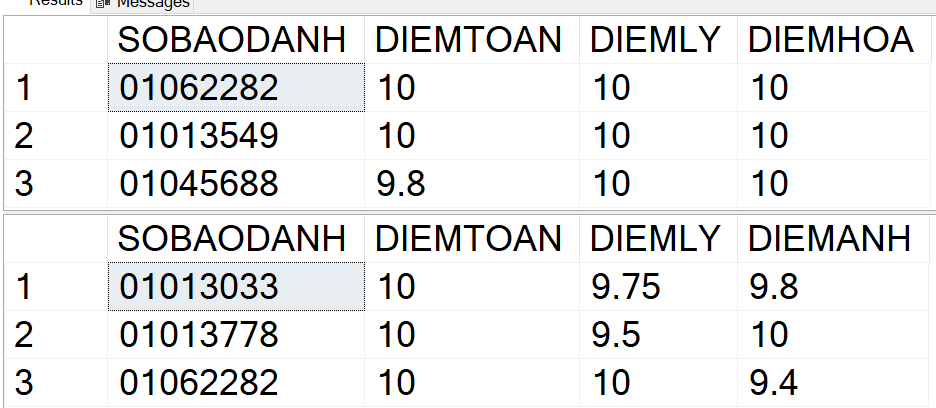 Results Messages
SOBAODANH DIEMTOAN DIEMLY DIEMHOA
1 01062282 10 10 10
2 01013549 10 10 10
3 01045688 9.8 10 10
SOBAODANH DIEMTOAN DIEMLY DIEMANH
1 01013033 10 9.75 9.8
2 01013778 10 9.5 10
3 01062282 10 10 9.4